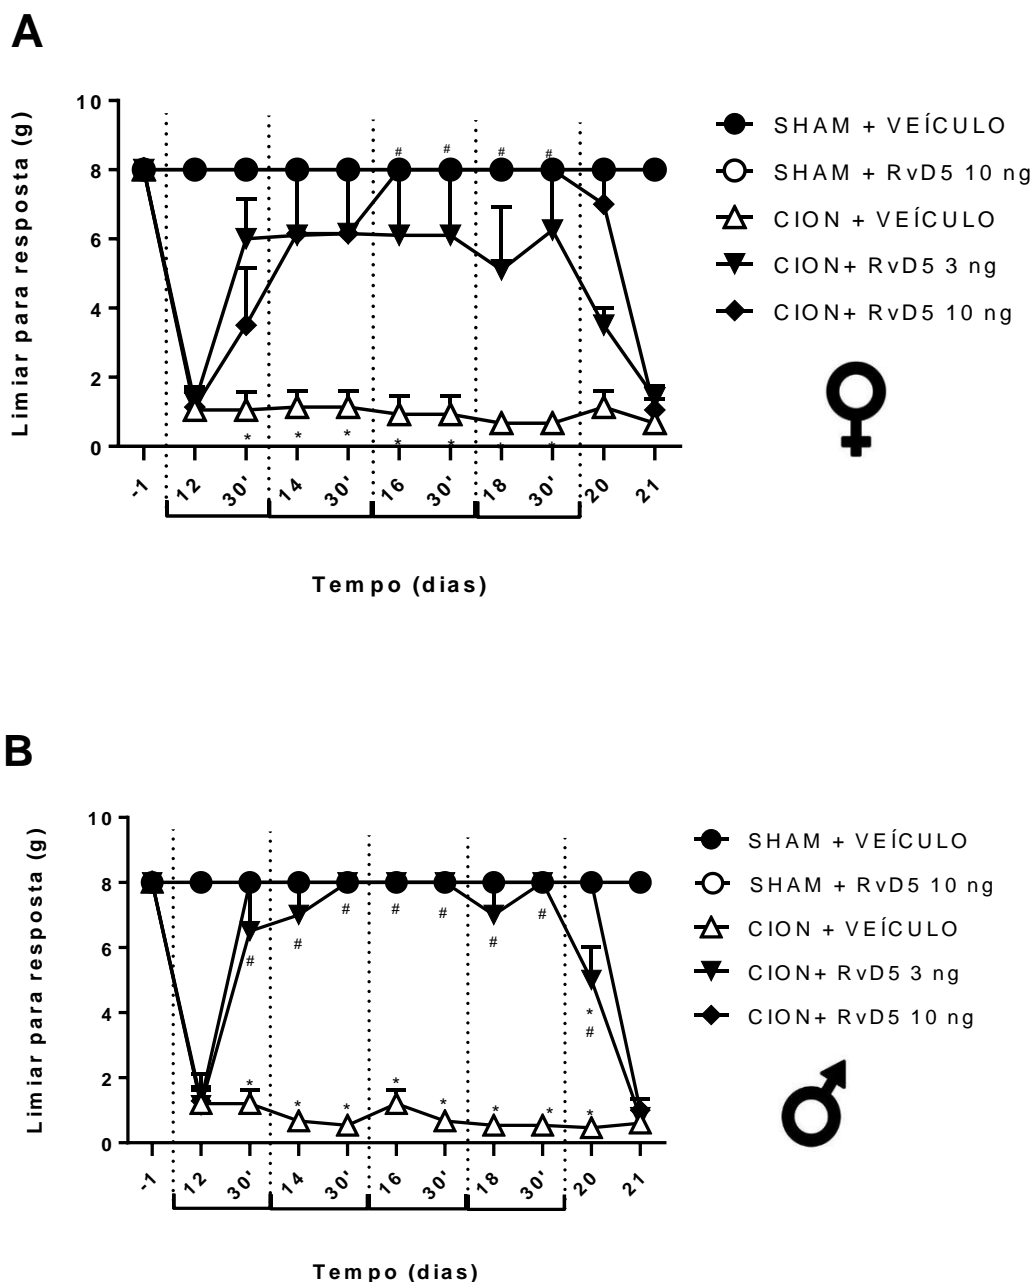 A
10
8
6
4
2
0
Limiar para resposta (g)
# # # #
* * * * * * *
-1 12 30' 14 30' 16 30' 18 30' 20 21
Tempo (dias)
SHAM + VEÍCULO
SHAM + RvD5 10 ng
CION + VEÍCULO
CION+ RvD5 3 ng
CION+ RvD5 10 ng
B
10
8
6
4
2
0
Limiar para resposta (g)
# # # # # # #
*
#
* * * * * * * *
-1 12 30' 14 30' 16 30' 18 30' 20 21
Tempo (dias)
SHAM + VEÍCULO
SHAM + RvD5 10 ng
CION + VEÍCULO
CION+ RvD5 3 ng
CION+ RvD5 10 ng